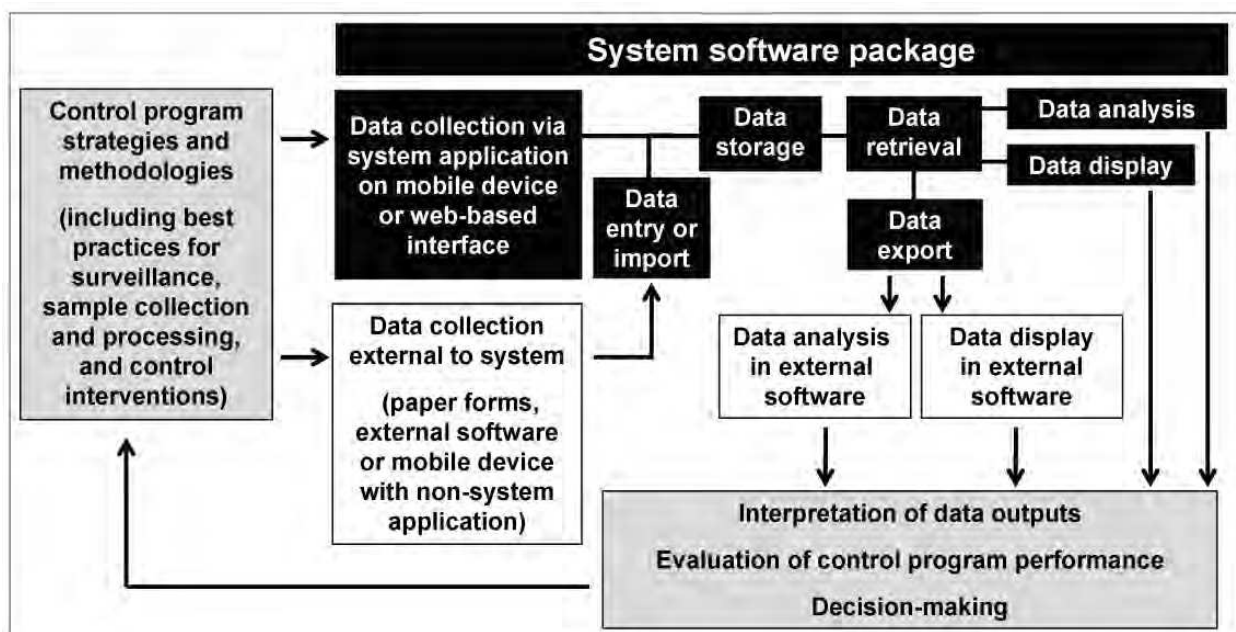 System software package
Control program
strategies and
methodologies
(including best
practices for
surveillance,
sample collection
and processing,
and control
interventions)
Data collection via
system application
on mobile device
or web-based
interface
Data
entry or
import
Data
storage
Data
retrieval
Data analysis
Data display
Data
export
Data collection
external to system
(paper forms,
external software
or mobile device
with non-system
application)
Data analysis
in external
software
Data display
in external
software
Interpretation of data outputs
Evaluation of control program performance
Decision-making